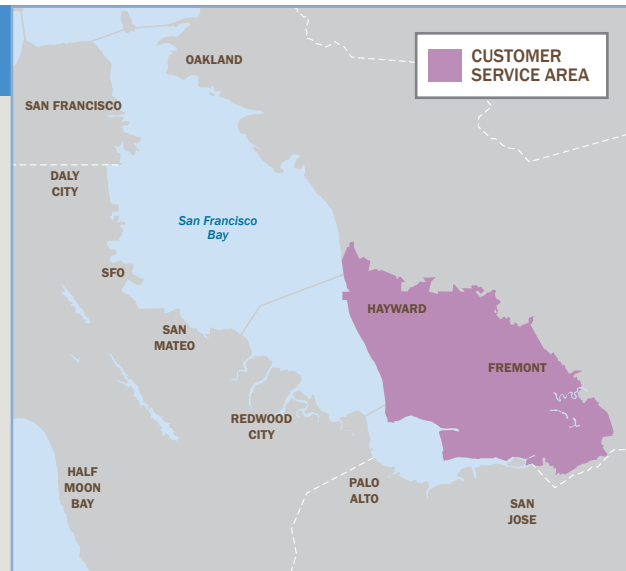 OAKLAND
CUSTOMER
SERVICE AREA
SAN FRANCISCO
DALY
CITY
San Francisco
Bay
SFO
HAYWARD
SAN
MATEO
FREMONT
REDWOOD
CITY
HALF
MOON
BAY
PALO
ALTO
SAN
JOSE